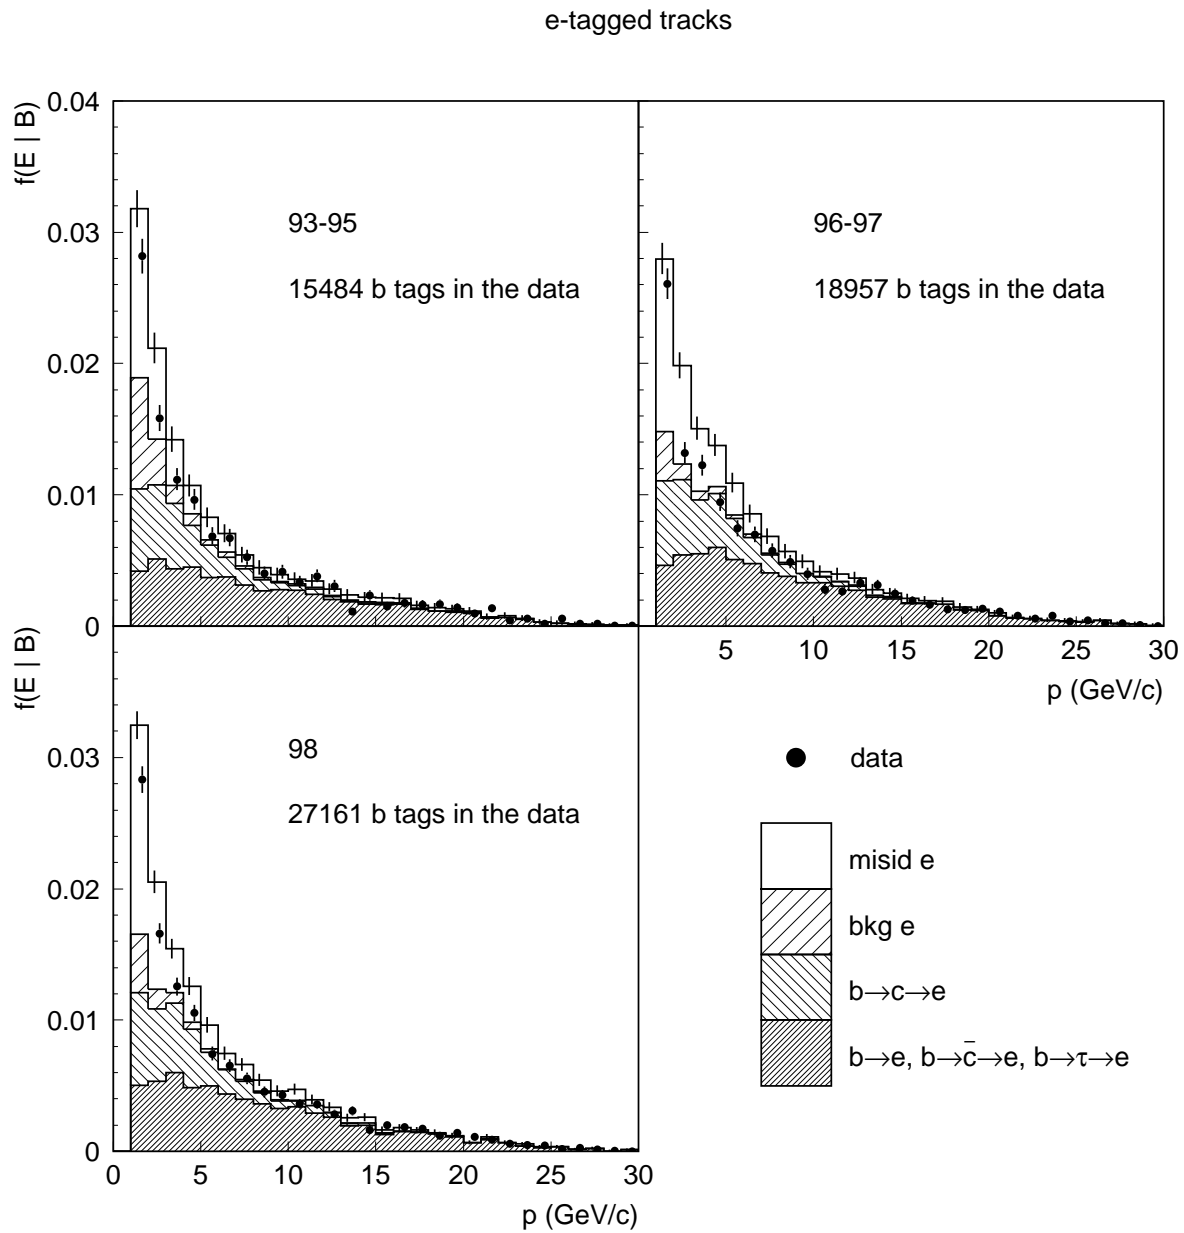 e-tagged tracks
f(E | B)
0.04
0.03
0.02
0.01
0
93-95
15484 b tags in the data
96-97
18957 b tags in the data
5 10 15 20 25 30
p (GeV/c)
f(E | B)
0.03
0.02
0.01
0
98
27161 b tags in the data
0 5 10 15 20 25 30
p (GeV/c)
data
misid e
bkg e
b→c→e
b→e, b→c̄→e, b→τ→e